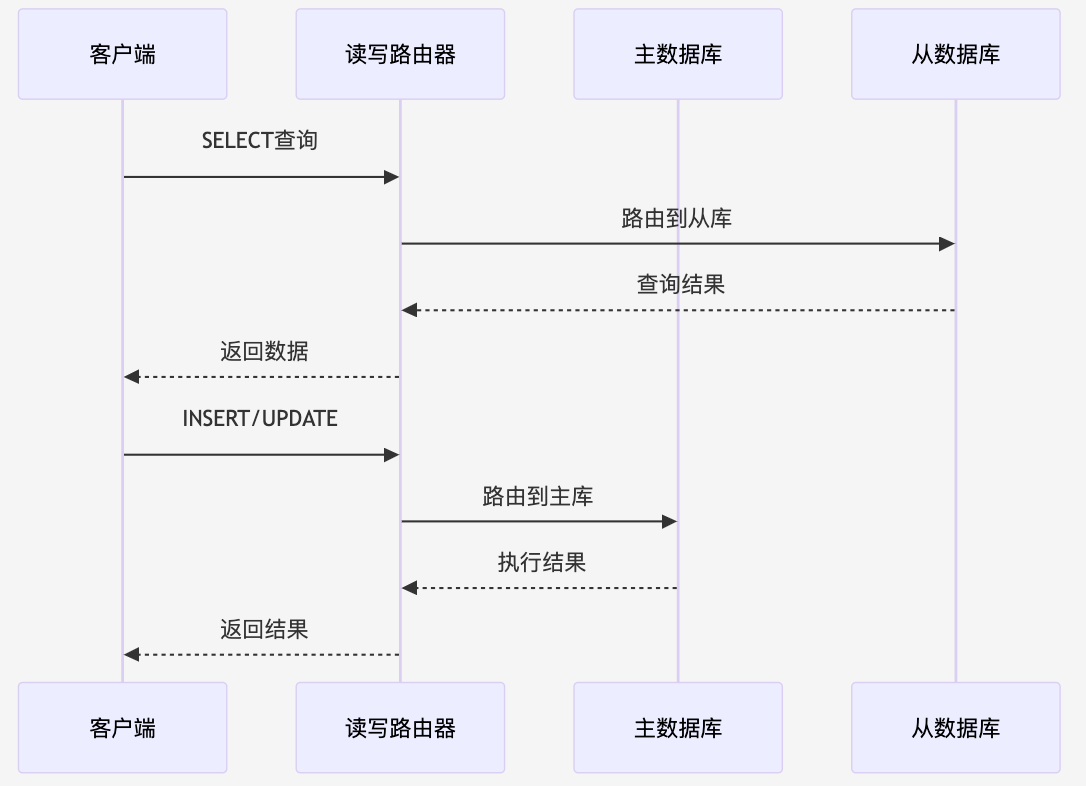 客户端
读写路由器
主数据库
从数据库
SELECT查询
路由到从库
查询结果
返回数据
INSERT/UPDATE
路由到主库
执行结果
返回结果
客户端
读写路由器
主数据库
从数据库